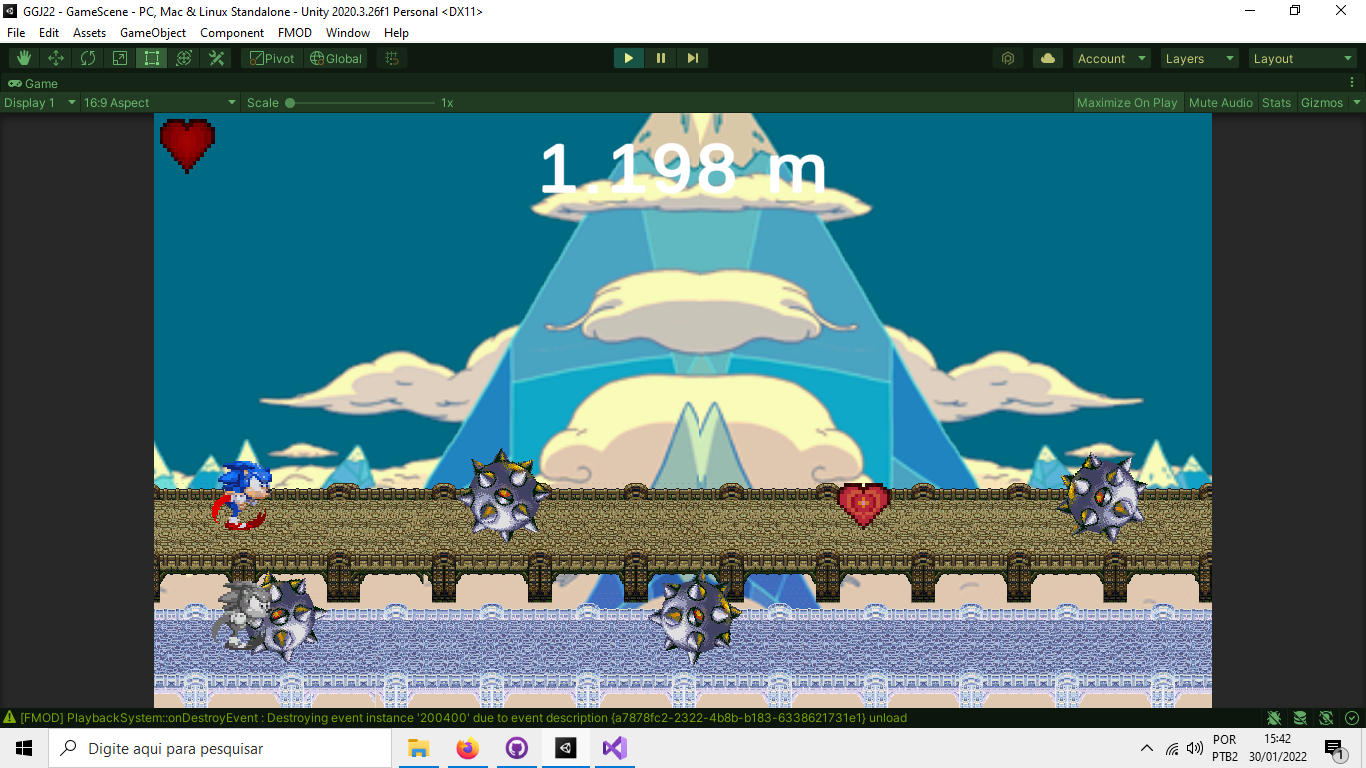 GGJ22 - GameScene - PC, Mac & Linux Standalone - Unity 2020.3.26f1 Personal <DX11>
File Edit Assets GameObject Component FMOD Window Help
Pivot Global Account Layers Layout
Game
Display 1 16:9 Aspect Scale 1x Maximize On Play Mute Audio Stats Gizmos
1.198 m
[FMOD] PlaybackSystem::onDestroyEvent : Destroying event instance '200400' due to event description {a7878fc2-2322-4b8b-b183-6338621731e1} unload
Digite aqui para pesquisar
POR
PTB2
15:42
30/01/2022
1